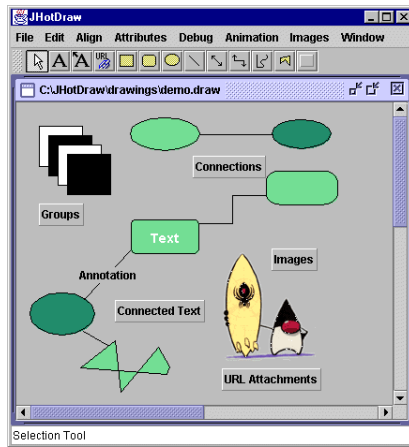 JHotDraw
File Edit Align Attributes Debug Animation Images Window
A A URL
C:\JHotDraw\drawings\demo.draw
Connections
Groups
Text
Images
Annotation
Connected Text
URL Attachments
Selection Tool